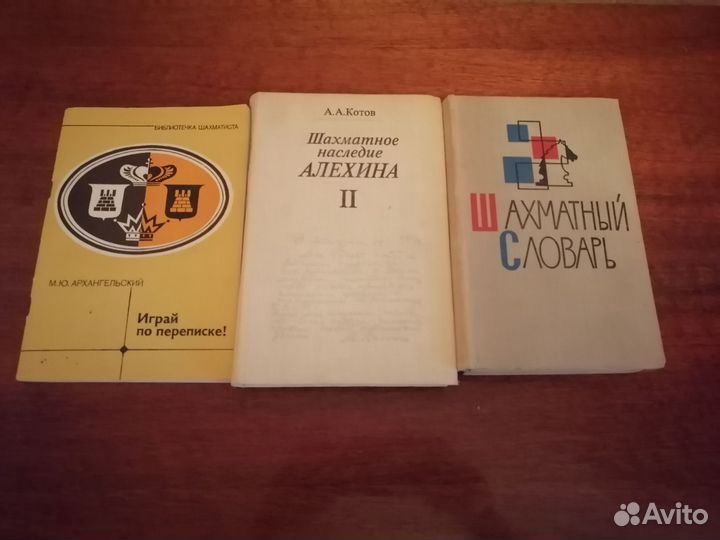 БИБЛИОТЕЧКА ШАХМАТИСТА
М.Ю. АРХАНГЕЛЬСКИЙ
Играй
по переписке!
А.А.Котов
Шахматное
наследие
АЛЕХИНА
II
ШАХМАТНЫЙ
СЛОВАРЬ
Avito